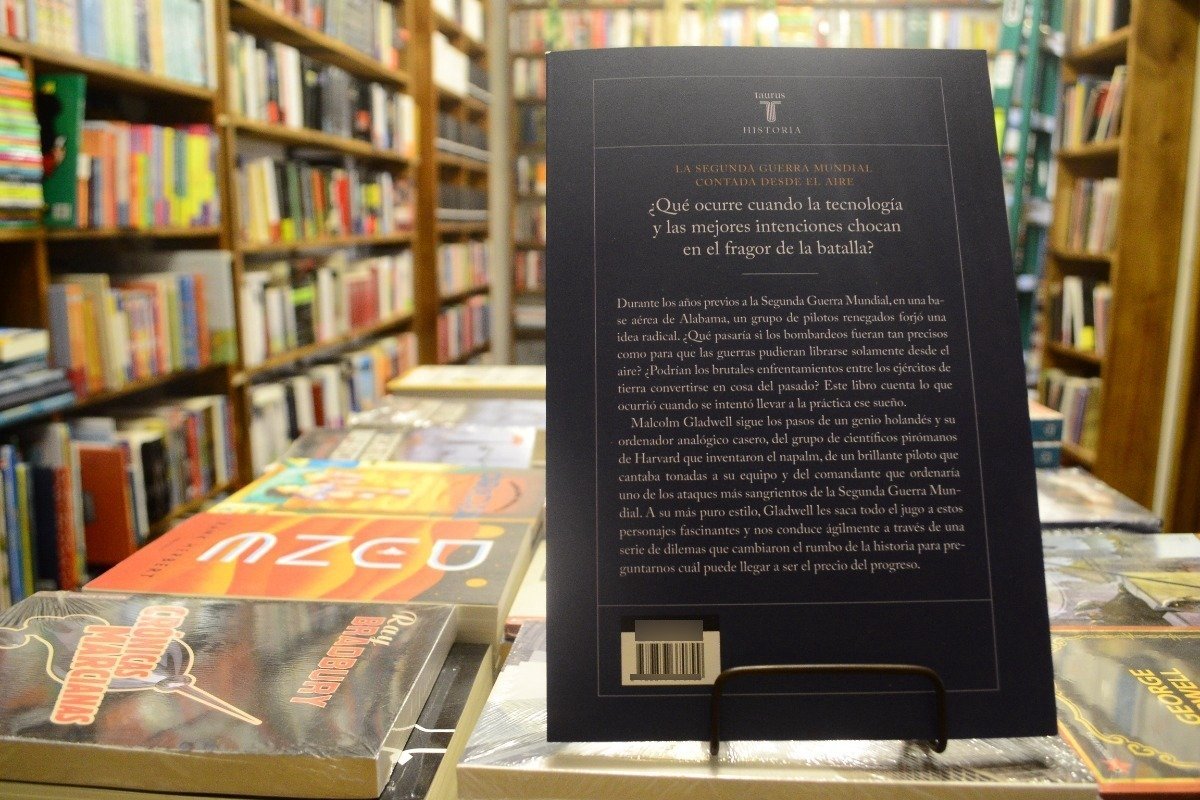 taurus
HISTORIA
LA SEGUNDA GUERRA MUNDIAL
CONTADA DESDE EL AIRE
¿Qué ocurre cuando la tecnología
y las mejores intenciones chocan
en el fragor de la batalla?
Durante los años previos a la Segunda Guerra Mundial, en una ba-
se aérea de Alabama, un grupo de pilotos renegados forjó una
idea radical. ¿Qué pasaría si los bombardeos fueran tan precisos
como para que las guerras pudieran librarse solamente desde el
aire? ¿Podrían los brutales enfrentamientos entre los ejércitos de
tierra convertirse en cosa del pasado? Este libro cuenta lo que
ocurrió cuando se intentó llevar a la práctica ese sueño.
Malcolm Gladwell sigue los pasos de un genio holandés y su
ordenador analógico casero, del grupo de científicos pirómanos
de Harvard que inventaron el napalm, de un brillante piloto que
cantaba tonadas a su equipo y del comandante que ordenaría
uno de los ataques más sangrientos de la Segunda Guerra Mun-
dial. A su más puro estilo, Gladwell les saca todo el jugo a estos
personajes fascinantes y nos conduce ágilmente a través de una
serie de dilemas que cambiaron el rumbo de la historia para pre-
guntarnos cuál puede llegar a ser el precio del progreso.
DUNE
HERBERT
Ray
BRADBURY
CRÓNICAS
MARCIANAS
GEORGE